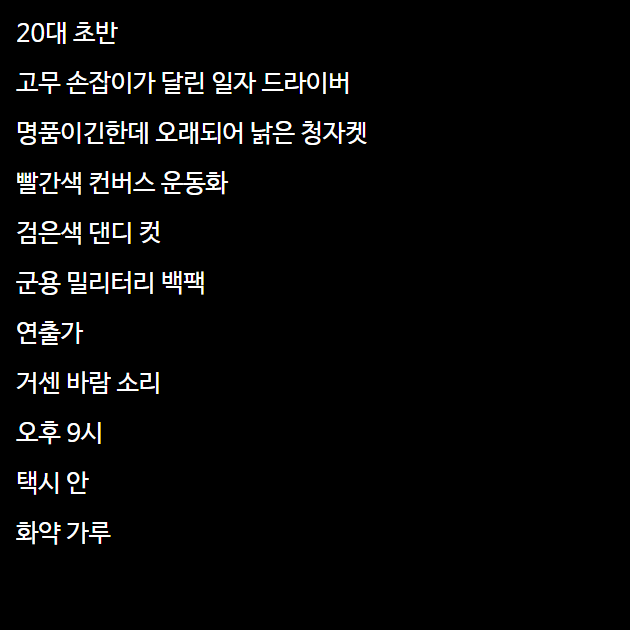 20대 초반
고무 손잡이가 달린 일자 드라이버
명품이긴한데 오래되어 낡은 청자켓
빨간색 컨버스 운동화
검은색 댄디 컷
군용 밀리터리 백팩
연출가
거센 바람 소리
오후 9시
택시 안
화약 가루